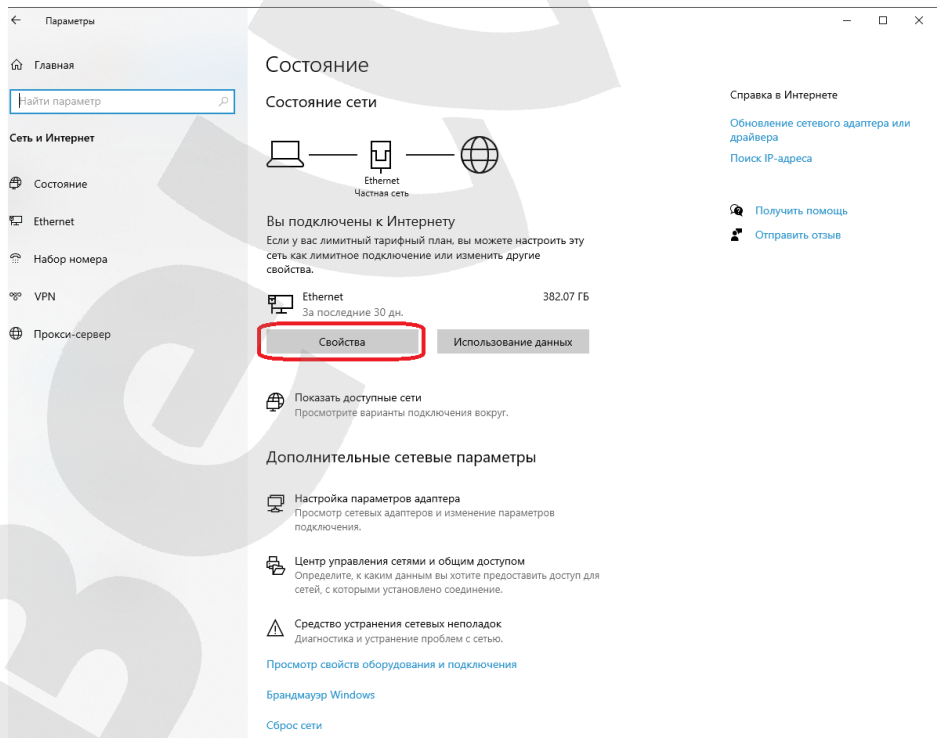 Параметры
Главная
Найти параметр
Сеть и Интернет
Состояние
Ethernet
Набор номера
VPN
Прокси-сервер
Состояние
Состояние сети
Ethernet
Частная сеть
Вы подключены к Интернету
Если у вас лимитный тарифный план, вы можете настроить эту
сеть как лимитное подключение или изменить другие
свойства.
Ethernet 382.07 ГБ
За последние 30 дн.
Свойства Использование данных
Показать доступные сети
Просмотрите варианты подключения вокруг.
Дополнительные сетевые параметры
Настройка параметров адаптера
Просмотр сетевых адаптеров и изменение параметров
подключения.
Центр управления сетями и общим доступом
Определите, к каким данным вы хотите предоставить доступ для
сетей, с которыми установлено соединение.
Средство устранения сетевых неполадок
Диагностика и устранение проблем с сетью.
Просмотр свойств оборудования и подключения
Брандмауэр Windows
Сброс сети
Справка в Интернете
Обновление сетевого адаптера или
драйвера
Поиск IP-адреса
Получить помощь
Отправить отзыв